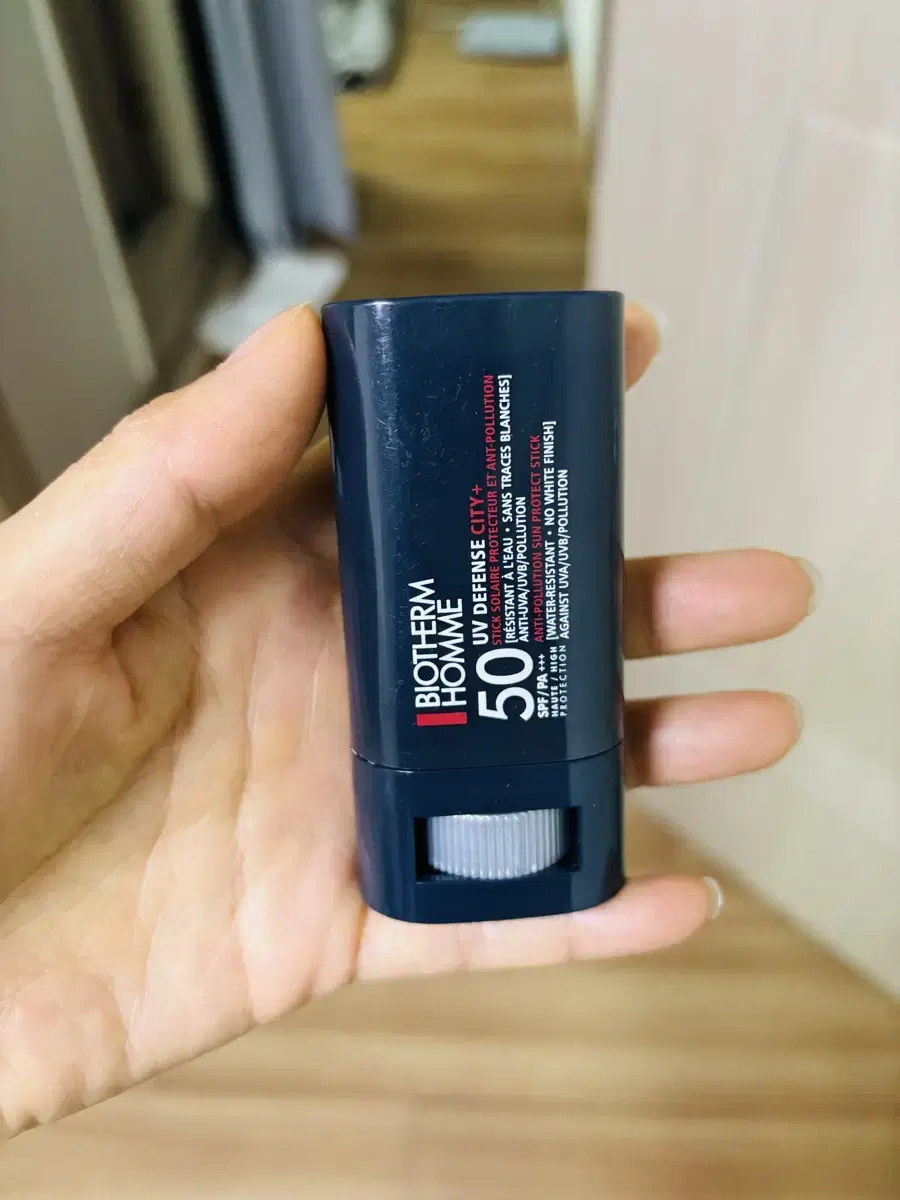 BIOTHERM
HOMME
50
SPF/PA+++
HAUTE / HIGH
PROTECTION
UV DEFENSE CITY+
STICK SOLAIRE PROTECTEUR ET ANT-POLLUTION
[RÉSISTANT À L'EAU • SANS TRACES BLANCHES]
ANTI-UVA/UVB/POLLUTION
ANTI-POLLUTION SUN PROTECT STICK
[WATER-RESISTANT • NO WHITE FINISH]
AGAINST UVA/UVB/POLLUTION